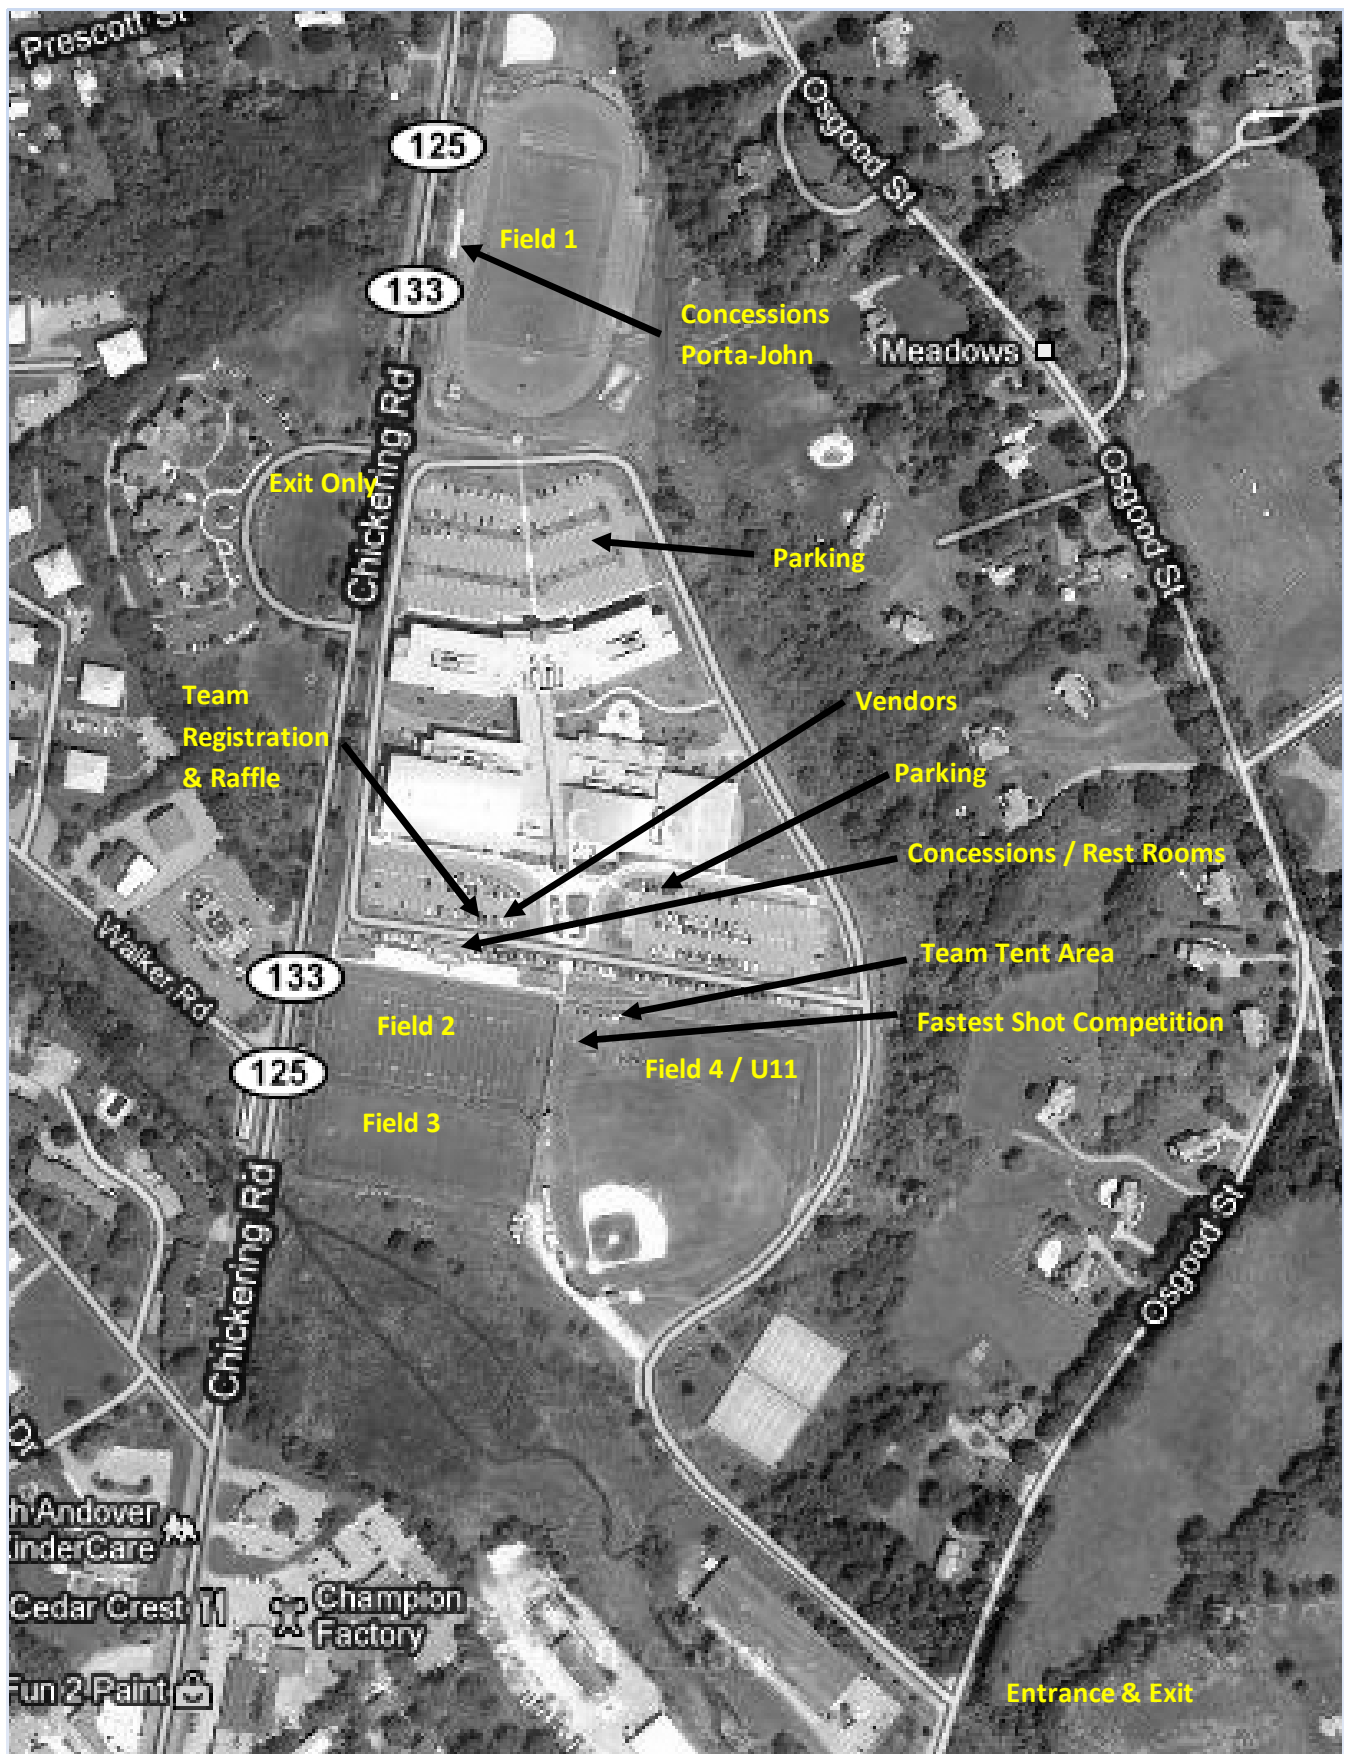 Prescott St
125
Osgood St
Field 1
133
Concessions
Porta-John
Meadows
Chickering Rd
Exit Only
Osgood St
Parking
Team
Registration
& Raffle
Vendors
Parking
Concessions / Rest Rooms
Walker Rd
Team Tent Area
133
Fastest Shot Competition
Field 2
125
Field 4 / U11
Field 3
Chickering Rd
Osgood St
Dr
h Andover
inderCare
Cedar Crest
Champion
Factory
Fun 2 Paint
Entrance & Exit